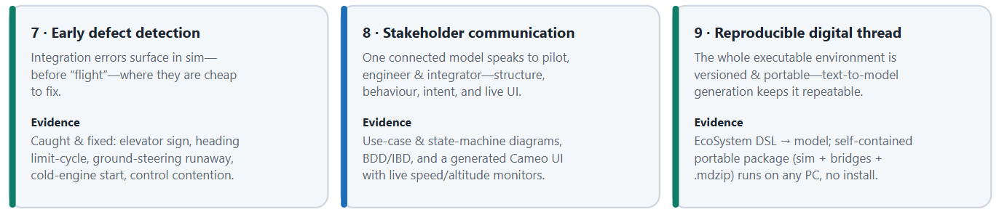 7 · Early defect detection
Integration errors surface in sim—
before “flight”—where they are cheap
to fix.
Evidence
Caught & fixed: elevator sign, heading
limit-cycle, ground-steering runaway,
cold-engine start, control contention.
8 · Stakeholder communication
One connected model speaks to pilot,
engineer & integrator—structure,
behaviour, intent, and live UI.
Evidence
Use-case & state-machine diagrams,
BDD/IBD, and a generated Cameo UI
with live speed/altitude monitors.
9 · Reproducible digital thread
The whole executable environment is
versioned & portable—text-to-model
generation keeps it repeatable.
Evidence
EcoSystem DSL → model; self-contained
portable package (sim + bridges +
.mdzip) runs on any PC, no install.